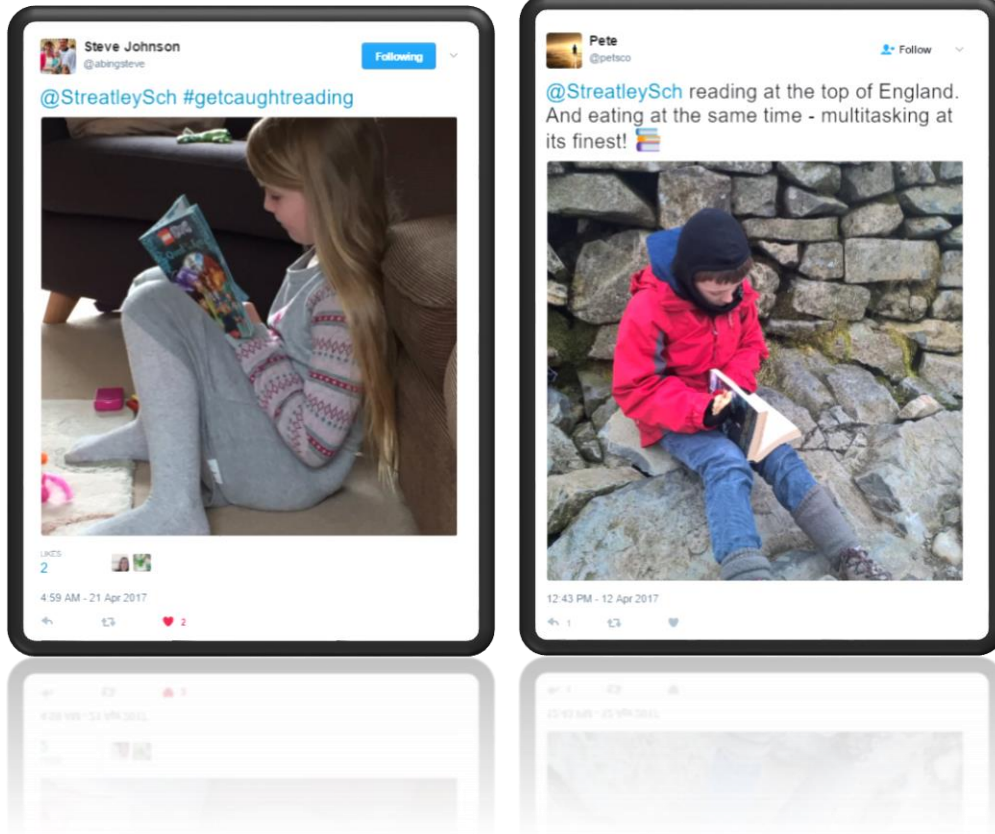 Steve Johnson
@abingsteve
Following
@StreatleySch #getcaughtreading
LIKES
2
4:59 AM - 21 Apr 2017
2
Pete
@petsco
Follow
@StreatleySch reading at the top of England.
And eating at the same time - multitasking at
its finest!
12:43 PM - 12 Apr 2017
1